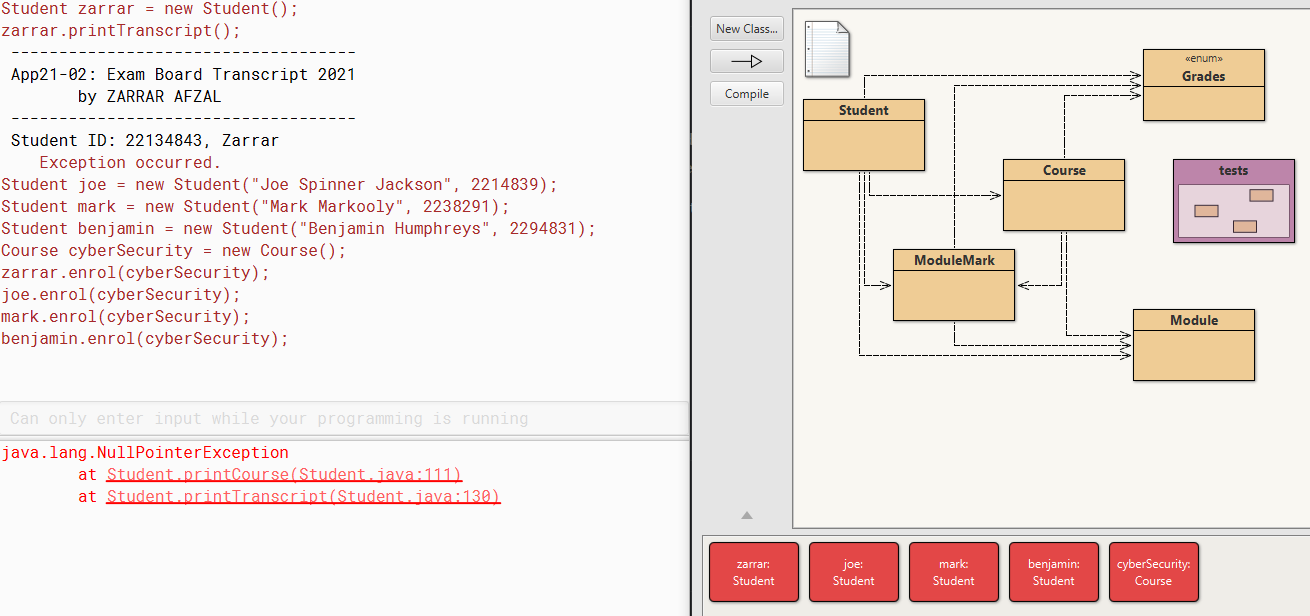 Student zarrar = new Student();
zarrar.printTranscript();
------------------------------------
App21-02: Exam Board Transcript 2021
by ZARRAR AFZAL
------------------------------------
Student ID: 22134843, Zarrar
Exception occurred.
Student joe = new Student("Joe Spinner Jackson", 2214839);
Student mark = new Student("Mark Markooly", 2238291);
Student benjamin = new Student("Benjamin Humphreys", 2294831);
Course cyberSecurity = new Course();
zarrar.enrol(cyberSecurity);
joe.enrol(cyberSecurity);
mark.enrol(cyberSecurity);
benjamin.enrol(cyberSecurity);
Can only enter input while your programming is running
java.lang.NullPointerException
at Student.printCourse(Student.java:111)
at Student.printTranscript(Student.java:130)
New Class...
Compile
«enum»
Grades
Student
Course
tests
ModuleMark
Module
zarrar:
Student
joe:
Student
mark:
Student
benjamin:
Student
cyberSecurity:
Course